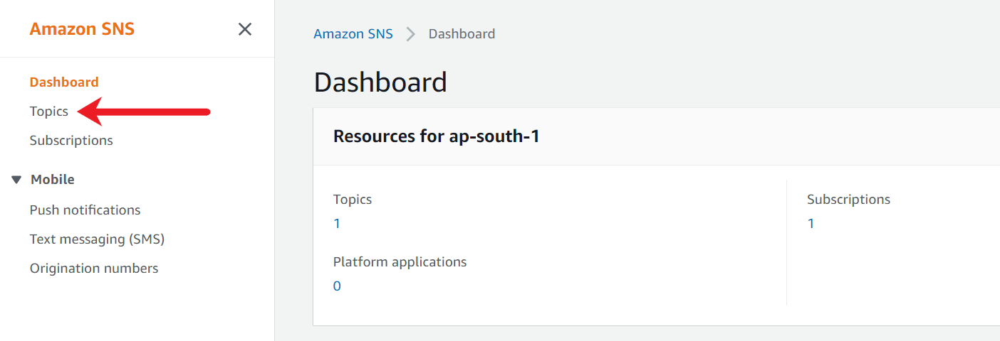 Amazon SNS
Dashboard
Topics
Subscriptions
Mobile
Push notifications
Text messaging (SMS)
Origination numbers
Amazon SNS > Dashboard
Dashboard
Resources for ap-south-1
Topics
1
Platform applications
0
Subscriptions
1